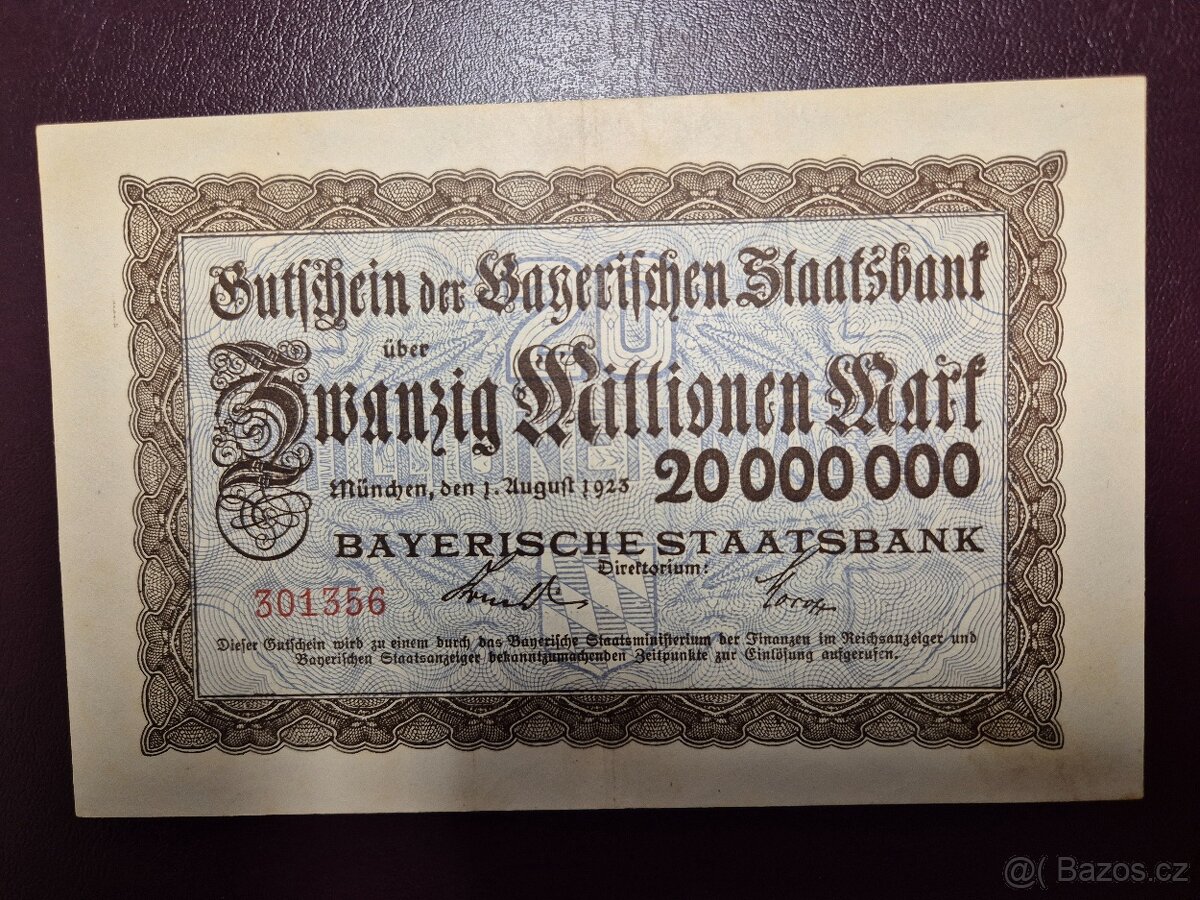 Gutschein der Bayerischen Staatsbank
über
Zwanzig Millionen Mark
München, den 1. August 1923 20 000 000
BAYERISCHE STAATSBANK
Direktorium:
301356
Dieser Gutschein wird zu einem durch das Bayerische Staatsministerium der Finanzen im Reichsanzeiger und
Bayerischen Staatsanzeiger bekanntzumachenden Zeitpunkte zur Einlösung aufgerufen.
20
MILLIONEN
@( Bazos.cz